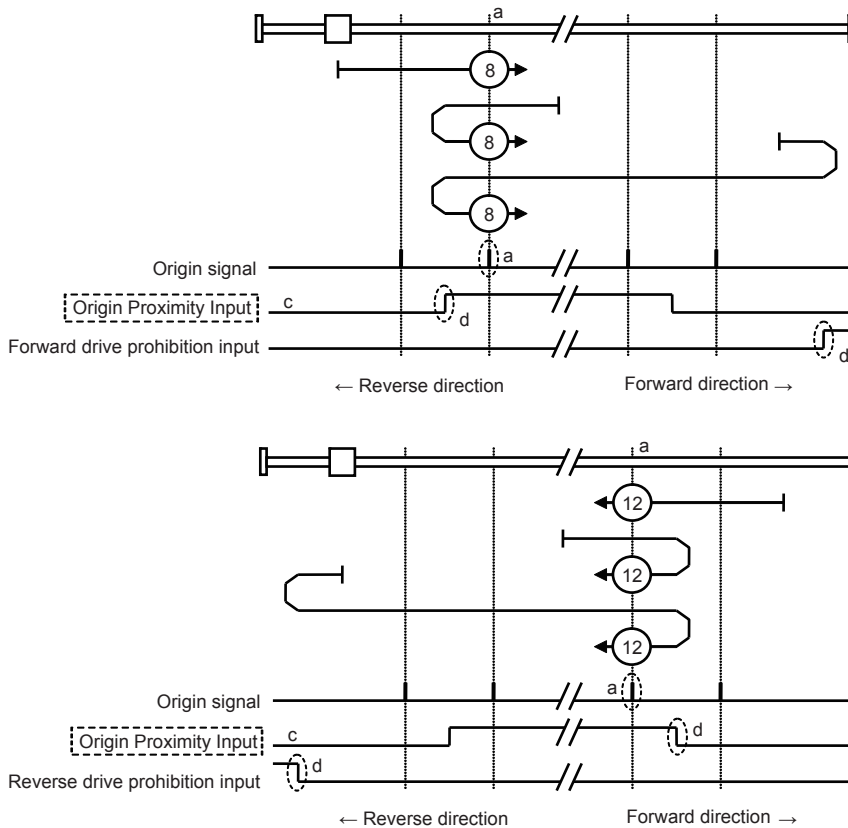 a
8
8
8
Origin signal a
Origin Proximity Input c d
Forward drive prohibition input d
← Reverse direction Forward direction →
a
12
12
12
Origin signal a
Origin Proximity Input c d
Reverse drive prohibition input d
← Reverse direction Forward direction →